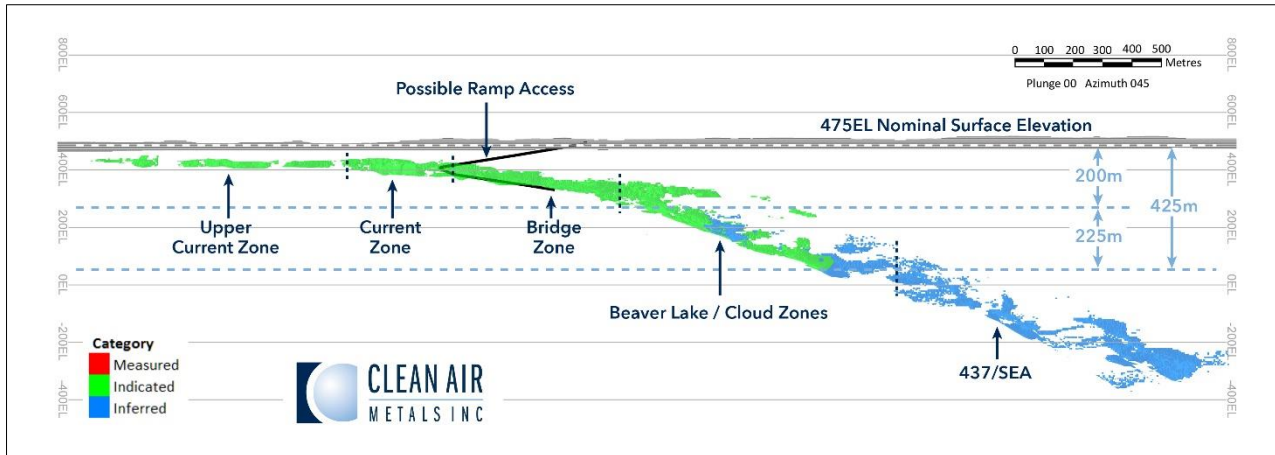 800EL
600EL
400EL
200EL
0EL
-200EL
-400EL
0 100 200 300 400 500
Metres
Plunge 00 Azimuth 045
Possible Ramp Access
475EL Nominal Surface Elevation
200m
425m
225m
Upper
Current Zone
Current
Zone
Bridge
Zone
Beaver Lake / Cloud Zones
437/SEA
Category
Measured
Indicated
Inferred
CLEAN AIR
METALS INC
800EL
600EL
400EL
200EL
0EL
-200EL
-400EL